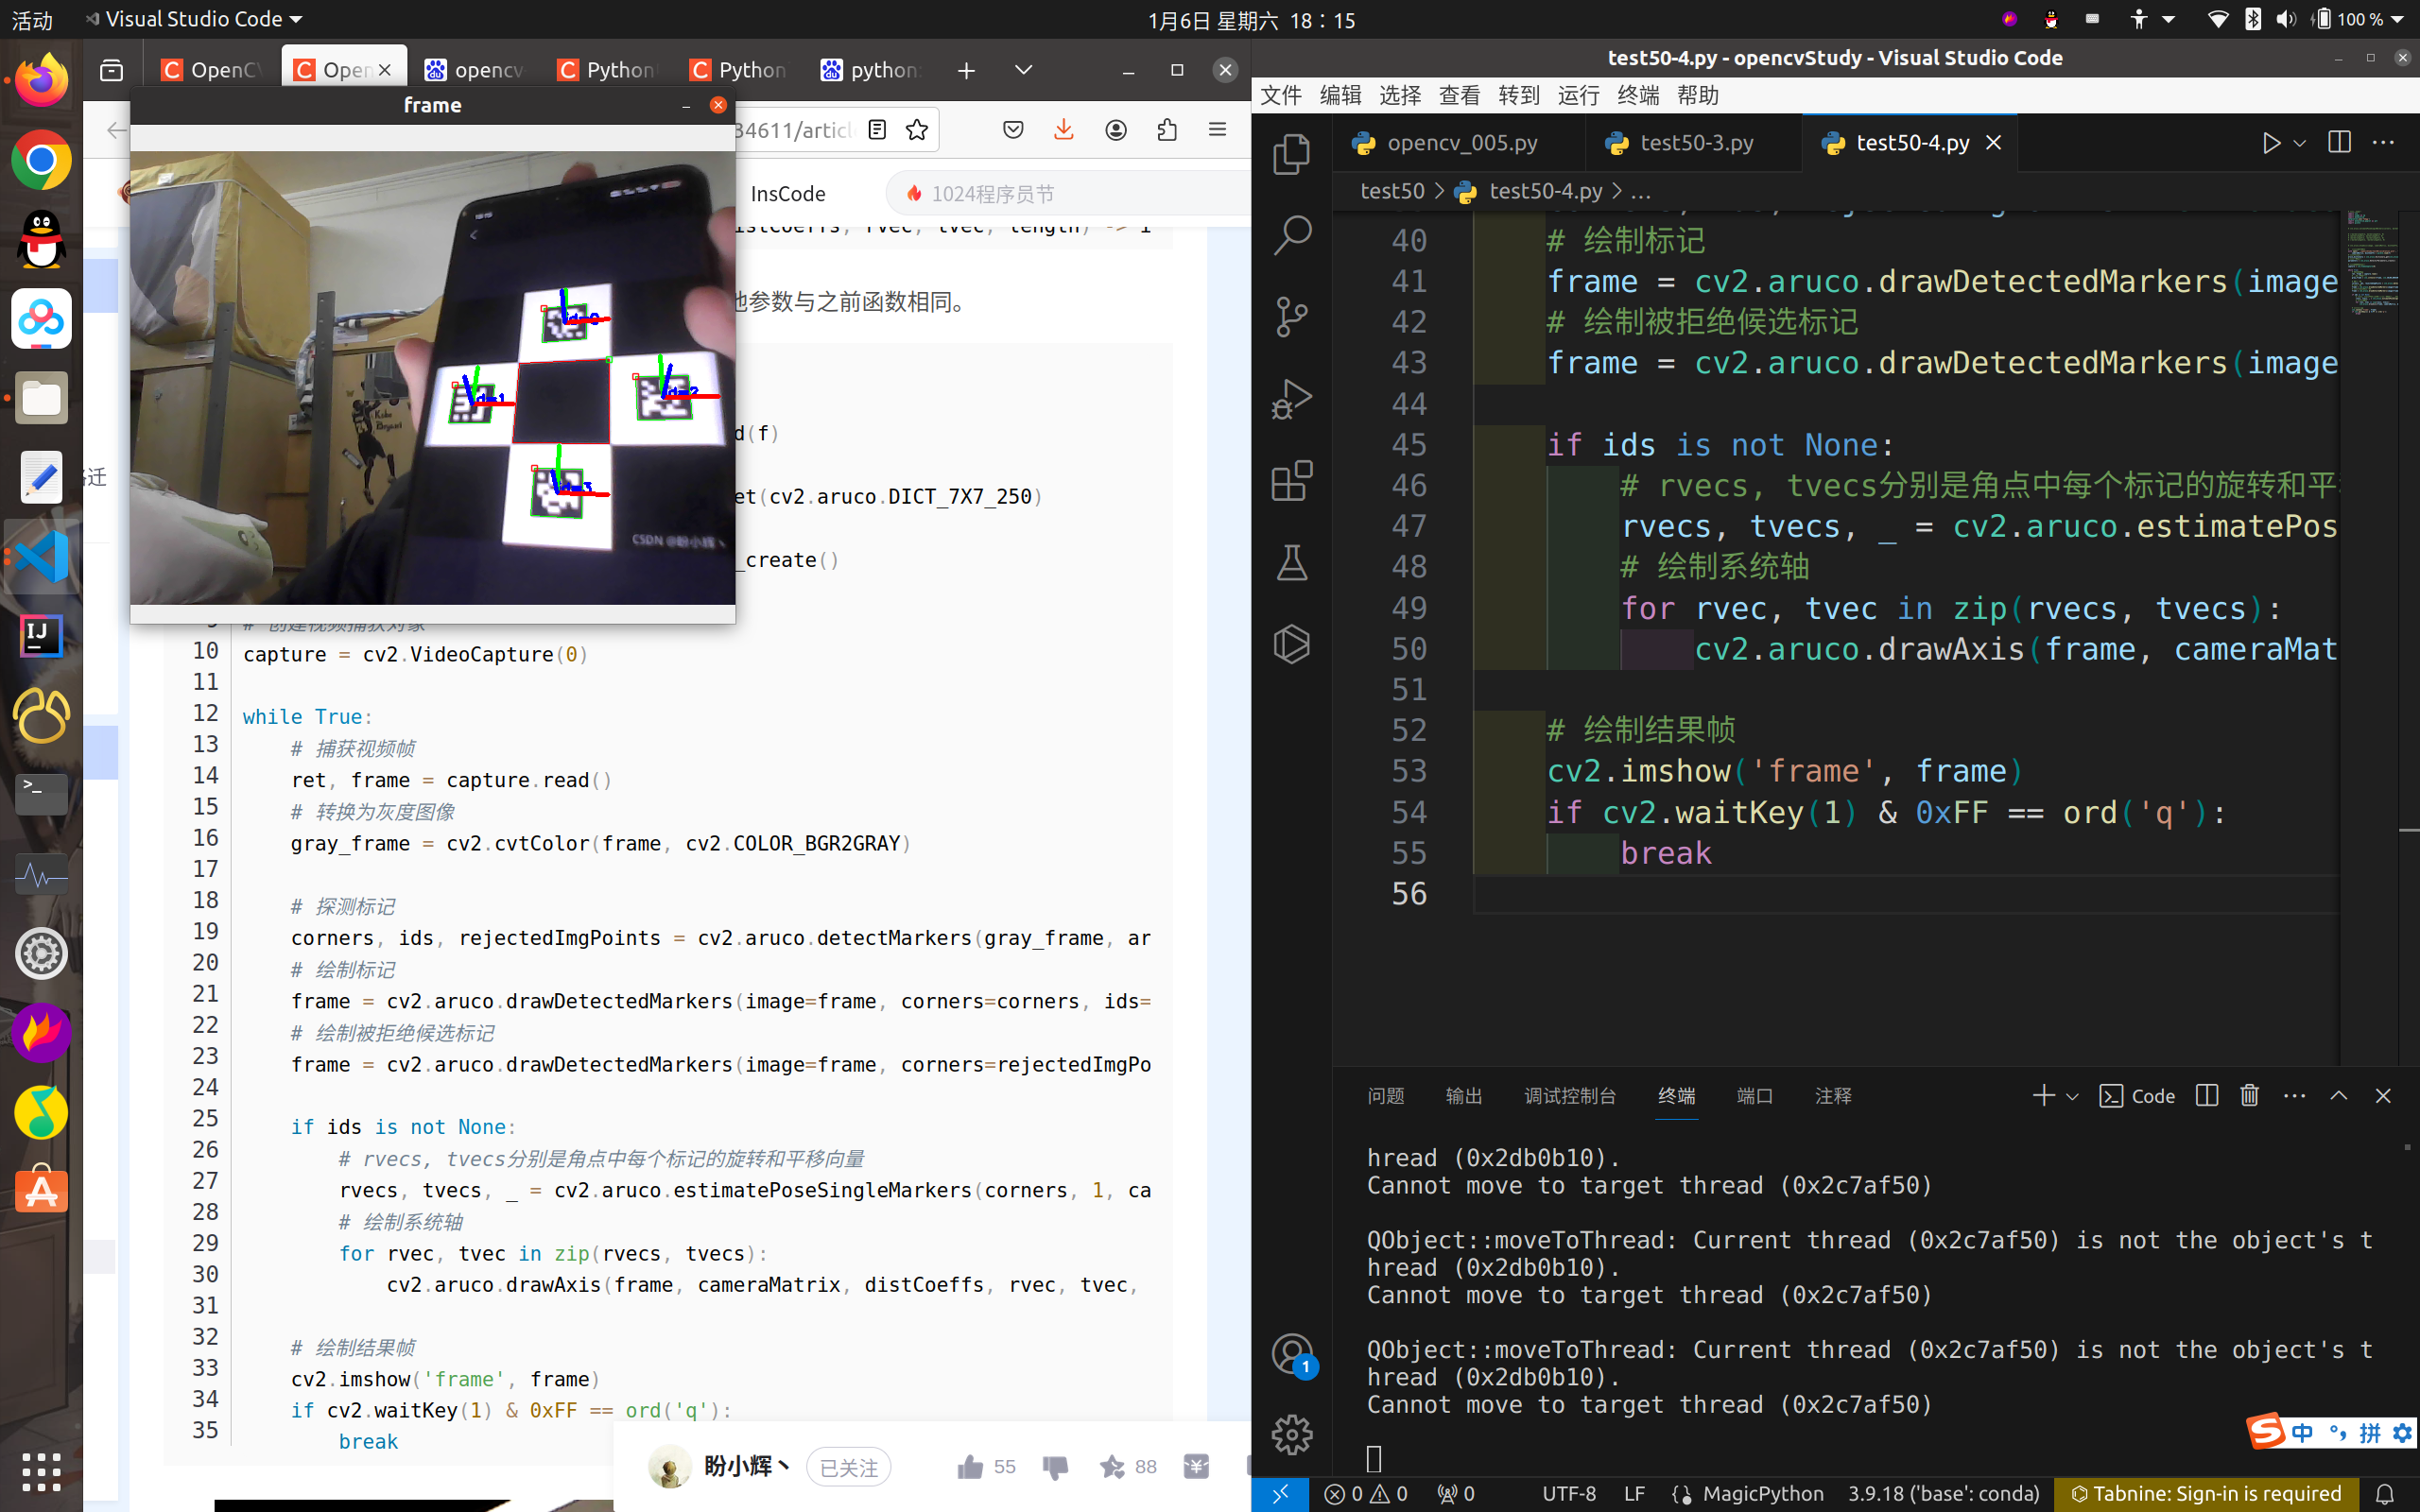 活动
Visual Studio Code
1月6日 星期六 18：15
100 %
OpenC
Open
opencv
Python
Python
python
34611/articl
InsCode
1024程序员节
frame
也参数与之前函数相同。
d(f)
et(cv2.aruco.DICT_7X7_250)
_create()
CSDN @盼小辉丶
10 capture = cv2.VideoCapture(0)
11
12 while True:
13 # 捕获视频帧
14 ret, frame = capture.read()
15 # 转换为灰度图像
16 gray_frame = cv2.cvtColor(frame, cv2.COLOR_BGR2GRAY)
17
18 # 探测标记
19 corners, ids, rejectedImgPoints = cv2.aruco.detectMarkers(gray_frame, ar
20 # 绘制标记
21 frame = cv2.aruco.drawDetectedMarkers(image=frame, corners=corners, ids=
22 # 绘制被拒绝候选标记
23 frame = cv2.aruco.drawDetectedMarkers(image=frame, corners=rejectedImgPo
24
25 if ids is not None:
26 # rvecs, tvecs分别是角点中每个标记的旋转和平移向量
27 rvecs, tvecs, _ = cv2.aruco.estimatePoseSingleMarkers(corners, 1, ca
28 # 绘制系统轴
29 for rvec, tvec in zip(rvecs, tvecs):
30 cv2.aruco.drawAxis(frame, cameraMatrix, distCoeffs, rvec, tvec,
31
32 # 绘制结果帧
33 cv2.imshow('frame', frame)
34 if cv2.waitKey(1) & 0xFF == ord('q'):
35 break
盼小辉丶
已关注
55
88
test50-4.py - opencvStudy - Visual Studio Code
文件 编辑 选择 查看 转到 运行 终端 帮助
opencv_005.py
test50-3.py
test50-4.py
test50 > test50-4.py > ...
40 # 绘制标记
41 frame = cv2.aruco.drawDetectedMarkers(image
42 # 绘制被拒绝候选标记
43 frame = cv2.aruco.drawDetectedMarkers(image
44
45 if ids is not None:
46 # rvecs, tvecs分别是角点中每个标记的旋转和平
47 rvecs, tvecs, _ = cv2.aruco.estimatePos
48 # 绘制系统轴
49 for rvec, tvec in zip(rvecs, tvecs):
50 cv2.aruco.drawAxis(frame, cameraMat
51
52 # 绘制结果帧
53 cv2.imshow('frame', frame)
54 if cv2.waitKey(1) & 0xFF == ord('q'):
55 break
56
问题 输出 调试控制台 终端 端口 注释
Code
hread (0x2db0b10).
Cannot move to target thread (0x2c7af50)
QObject::moveToThread: Current thread (0x2c7af50) is not the object's t
hread (0x2db0b10).
Cannot move to target thread (0x2c7af50)
QObject::moveToThread: Current thread (0x2c7af50) is not the object's t
hread (0x2db0b10).
Cannot move to target thread (0x2c7af50)
中 拼
0 0 0 UTF-8 LF MagicPython 3.9.18 ('base': conda) Tabnine: Sign-in is required